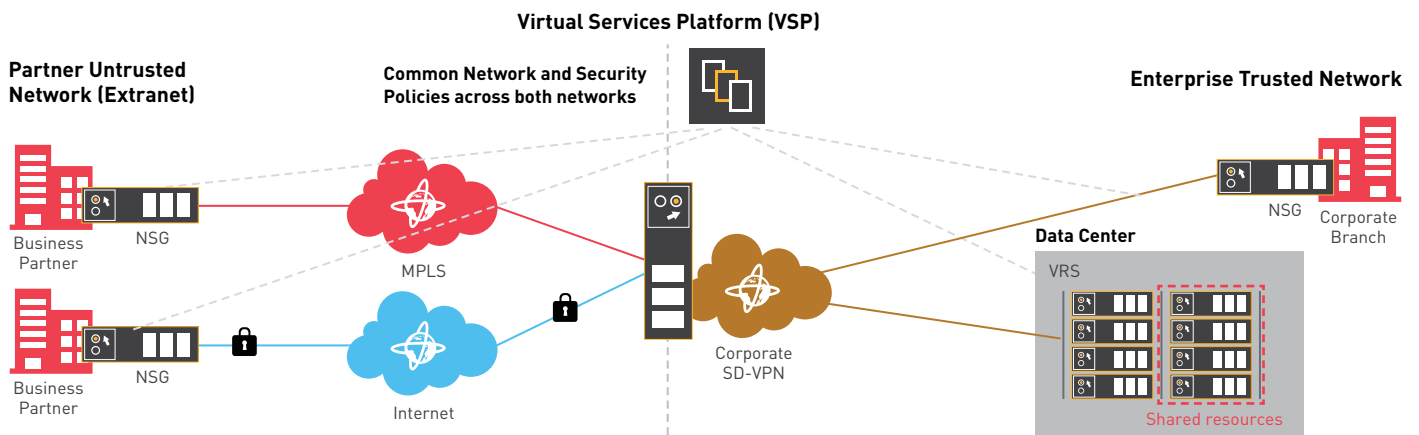 Virtual Services Platform (VSP)
Partner Untrusted
Network (Extranet)
Common Network and Security
Policies across both networks
Enterprise Trusted Network
Business
Partner
NSG
MPLS
NSG
Corporate
Branch
Data Center
VRS
Business
Partner
NSG
Internet
Corporate
SD-VPN
Shared resources